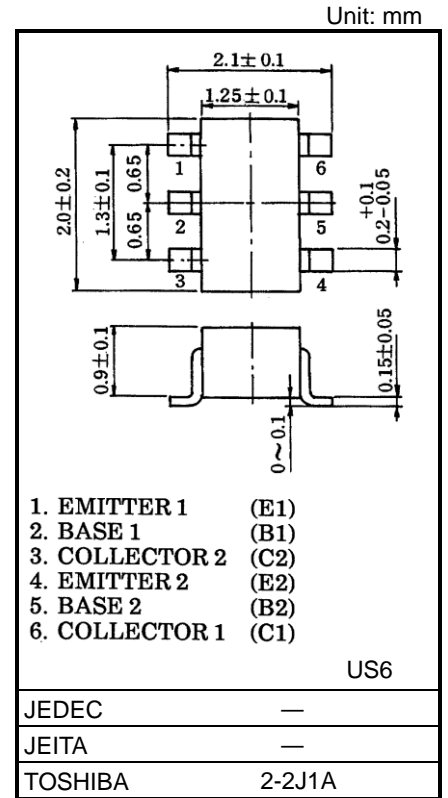 Unit: mm
2.1±0.1
1.25±0.1
2.0±0.2
1.3±0.1
0.65
0.65
1
2
3
6
5
4
+0.1
0.2-0.05
0.9±0.1
0.15±0.05
0~0.1
1. EMITTER 1 (E1)
2. BASE 1 (B1)
3. COLLECTOR 2 (C2)
4. EMITTER 2 (E2)
5. BASE 2 (B2)
6. COLLECTOR 1 (C1)
US6
JEDEC —
JEITA —
TOSHIBA 2-2J1A